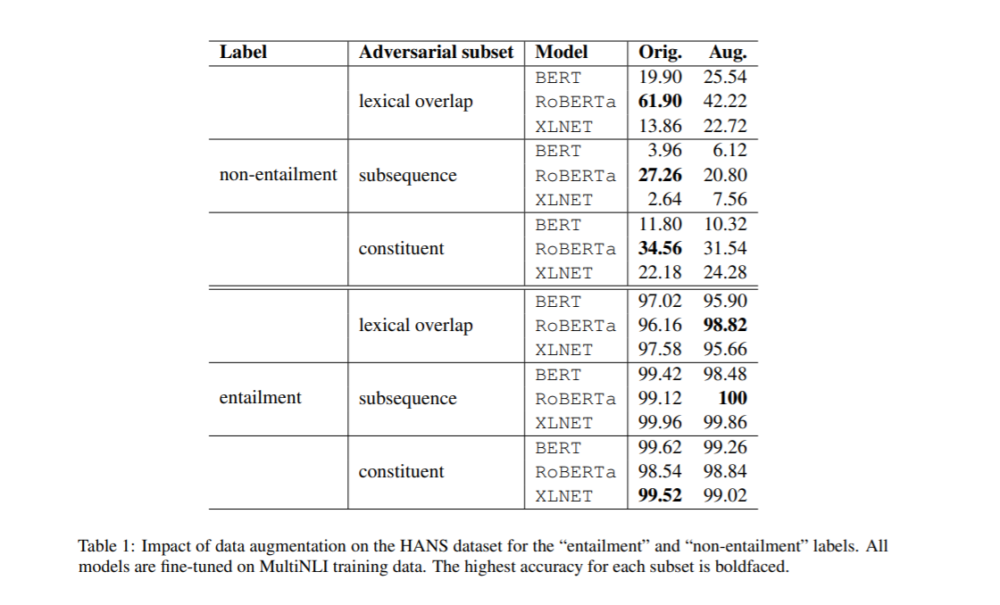 Label Adversarial subset Model Orig. Aug.
BERT 19.90 25.54
lexical overlap RoBERTa 61.90 42.22
XLNET 13.86 22.72
BERT 3.96 6.12
non-entailment subsequence RoBERTa 27.26 20.80
XLNET 2.64 7.56
BERT 11.80 10.32
constituent RoBERTa 34.56 31.54
XLNET 22.18 24.28
BERT 97.02 95.90
lexical overlap RoBERTa 96.16 98.82
XLNET 97.58 95.66
BERT 99.42 98.48
entailment subsequence RoBERTa 99.12 100
XLNET 99.96 99.86
BERT 99.62 99.26
constituent RoBERTa 98.54 98.84
XLNET 99.52 99.02
Table 1: Impact of data augmentation on the HANS dataset for the “entailment” and “non-entailment” labels. All
models are fine-tuned on MultiNLI training data. The highest accuracy for each subset is boldfaced.